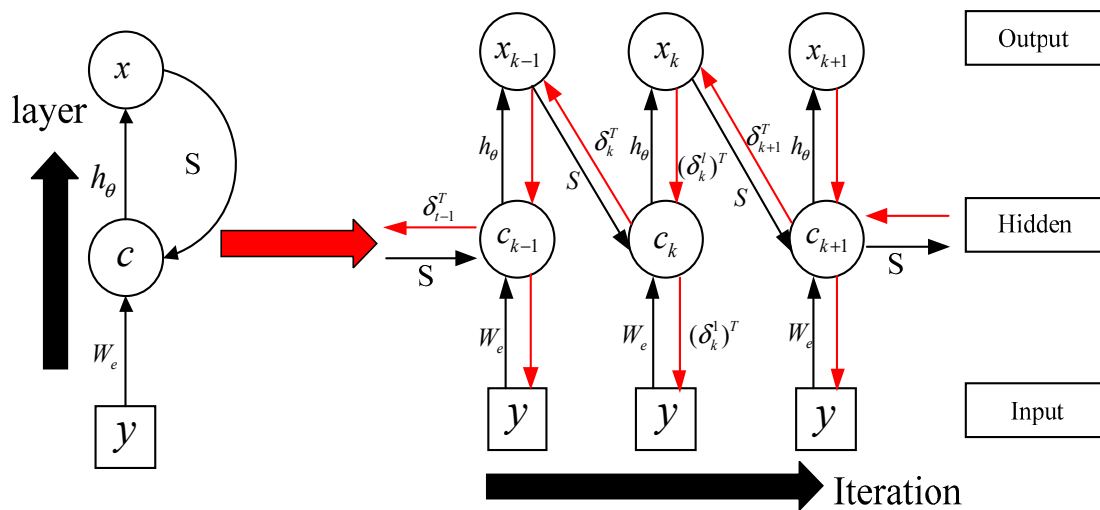 x
layer
S
h_θ
c
W_e
y
x_{k-1}
x_k
x_{k+1}
Output
h_θ
δ_k^T
S
h_θ
(δ_k^l)^T
δ_{k+1}^T
S
h_θ
δ_{t-1}^T
S
c_{k-1}
c_k
c_{k+1}
S
Hidden
W_e
W_e
(δ_k^1)^T
W_e
y
y
y
Input
Iteration